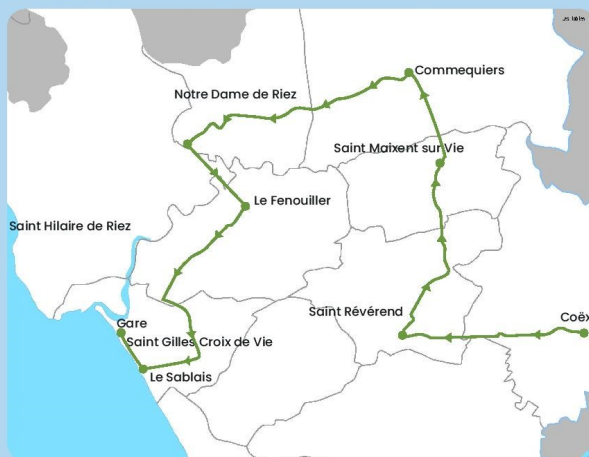 Commequiers
Notre Dame de Riez
Saint Maixent sur Vie
Le Fenouiller
Saint Hilaire de Riez
Saint Révérend
Coëx
Gare
Saint Gilles Croix de Vie
Le Sablais